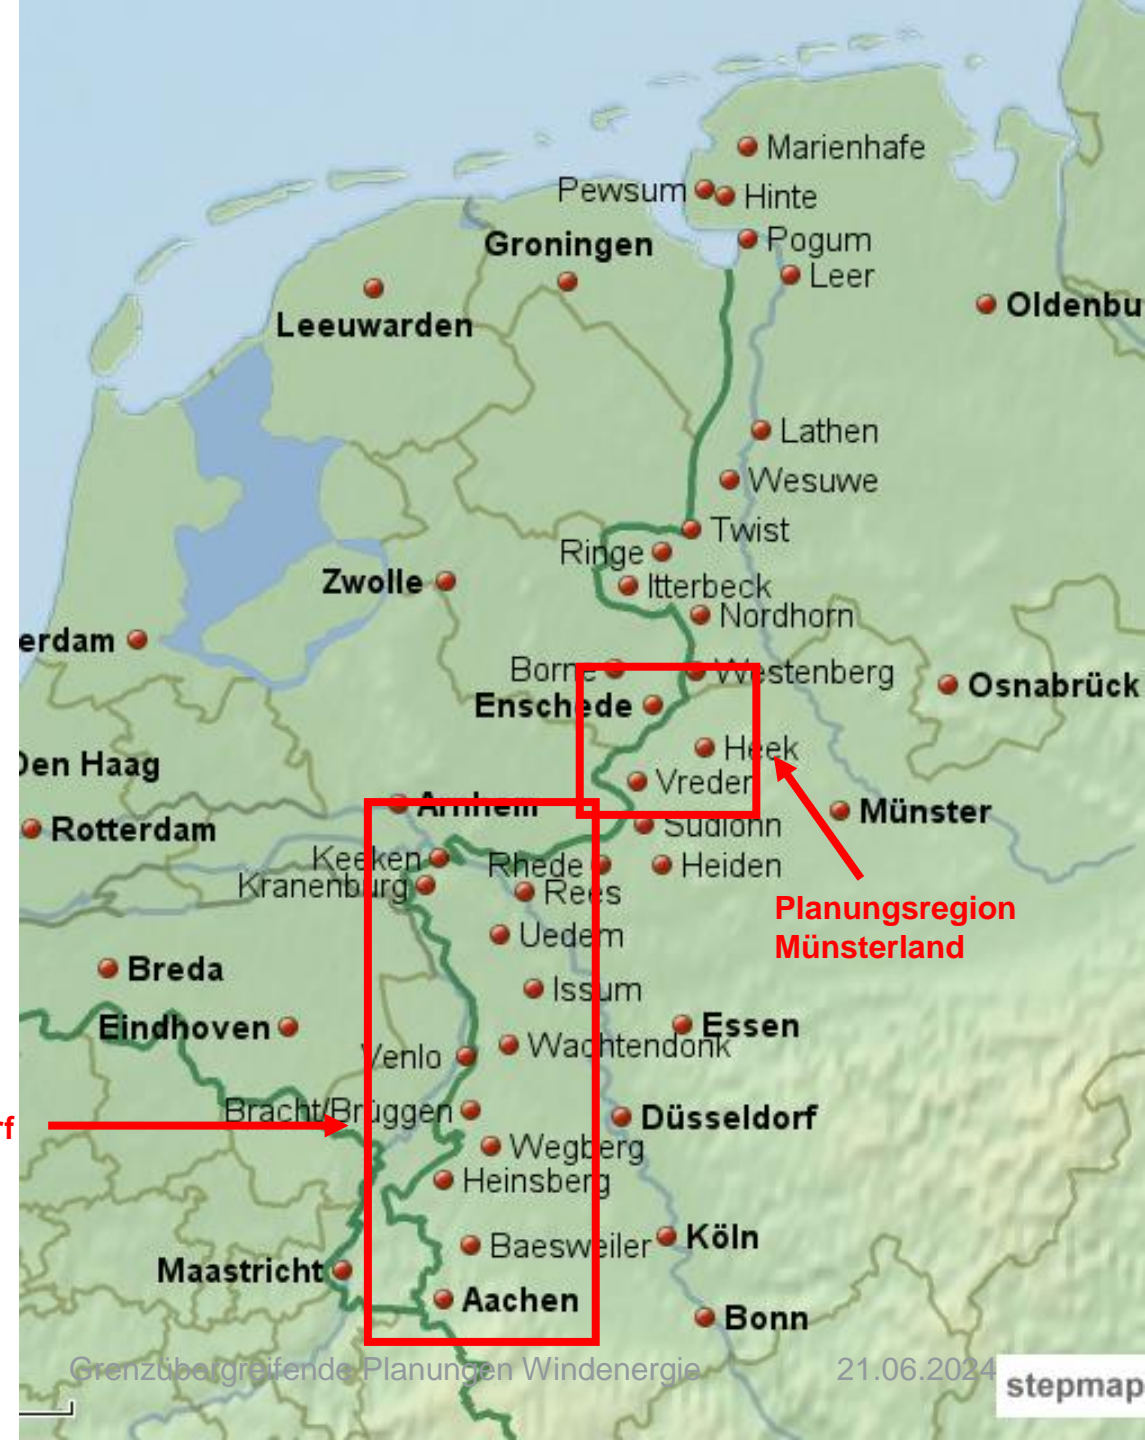 Marienhafe
Pewsum
Hinte
Groningen
Pogum
Leer
Oldenbu
Leeuwarden
Lathen
Wesuwe
Twist
Ringe
Zwolle
Itterbeck
Nordhorn
erdam
Borne
Westenberg
Osnabrück
Enschede
Heek
Den Haag
Vreden
Arnhem
Münster
Rotterdam
Südlohn
Keeken
Rhede
Heiden
Kranenburg
Rees
Planungsregion
Münsterland
Uedem
Breda
Issum
Eindhoven
Essen
Venlo
Wachtendonk
Bracht/Brüggen
Düsseldorf
rf
Wegberg
Heinsberg
Baesweiler
Köln
Maastricht
Aachen
Bonn
Grenzübergreifende Planungen Windenergie
21.06.2024
stepmap